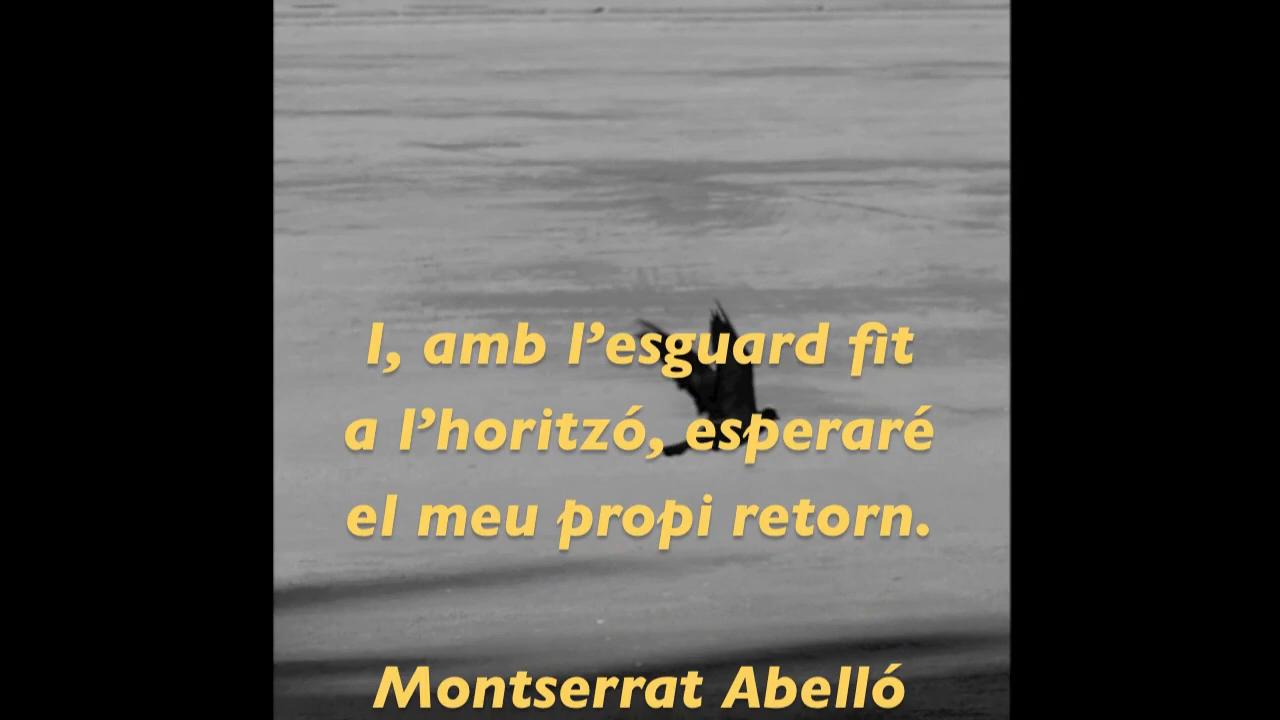 I, amb l’esguard fit
a l’horitzó, esperaré
el meu propi retorn.
Montserrat Abelló